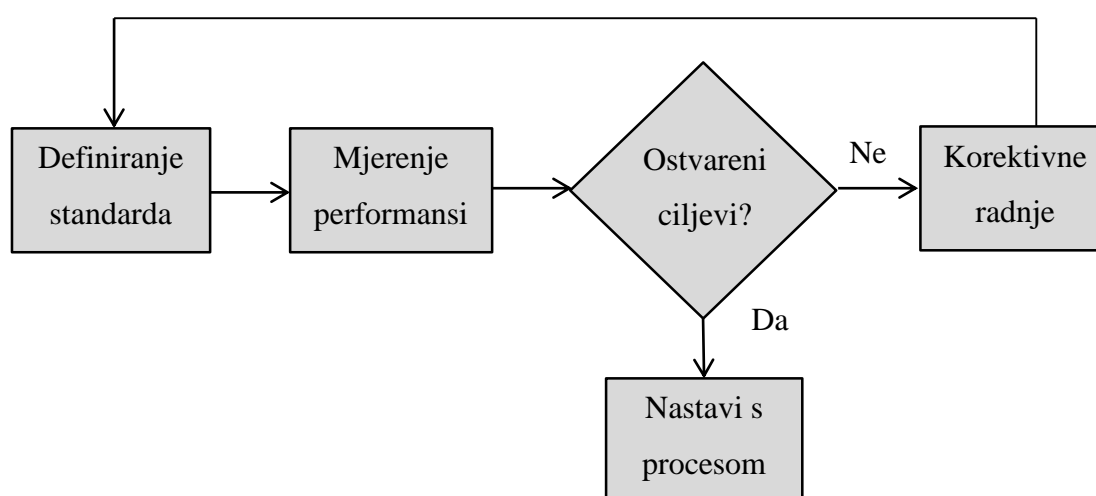 Definiranje
standarda
Mjerenje
performansi
Ostvareni
ciljevi?
Ne
Korektivne
radnje
Da
Nastavi s
procesom